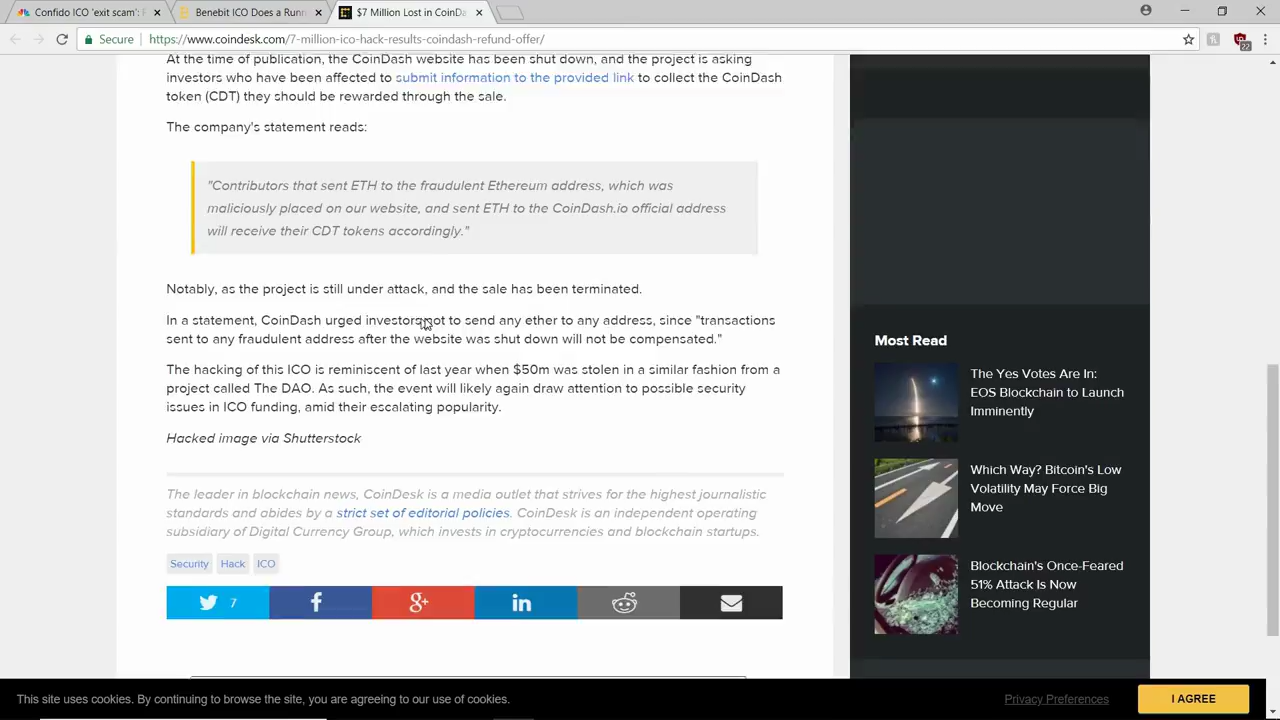 Confido ICO 'exit scam':
Benebit ICO Does a Runn
$7 Million Lost in CoinDa
Secure
https://www.coindesk.com/7-million-ico-hack-results-coindash-refund-offer/
22
At the time of publication, the CoinDash website has been shut down, and the project is asking
investors who have been affected to submit information to the provided link to collect the CoinDash
token (CDT) they should be rewarded through the sale.
The company's statement reads:
"Contributors that sent ETH to the fraudulent Ethereum address, which was
maliciously placed on our website, and sent ETH to the CoinDash.io official address
will receive their CDT tokens accordingly."
Notably, as the project is still under attack, and the sale has been terminated.
In a statement, CoinDash urged investors not to send any ether to any address, since "transactions
sent to any fraudulent address after the website was shut down will not be compensated."
The hacking of this ICO is reminiscent of last year when $50m was stolen in a similar fashion from a
project called The DAO. As such, the event will likely again draw attention to possible security
issues in ICO funding, amid their escalating popularity.
Hacked image via Shutterstock
The leader in blockchain news, CoinDesk is a media outlet that strives for the highest journalistic
standards and abides by a strict set of editorial policies. CoinDesk is an independent operating
subsidiary of Digital Currency Group, which invests in cryptocurrencies and blockchain startups.
Security
Hack
ICO
7
Most Read
The Yes Votes Are In:
EOS Blockchain to Launch
Imminently
Which Way? Bitcoin's Low
Volatility May Force Big
Move
Blockchain's Once-Feared
51% Attack Is Now
Becoming Regular
This site uses cookies. By continuing to browse the site, you are agreeing to our use of cookies.
Privacy Preferences
I AGREE